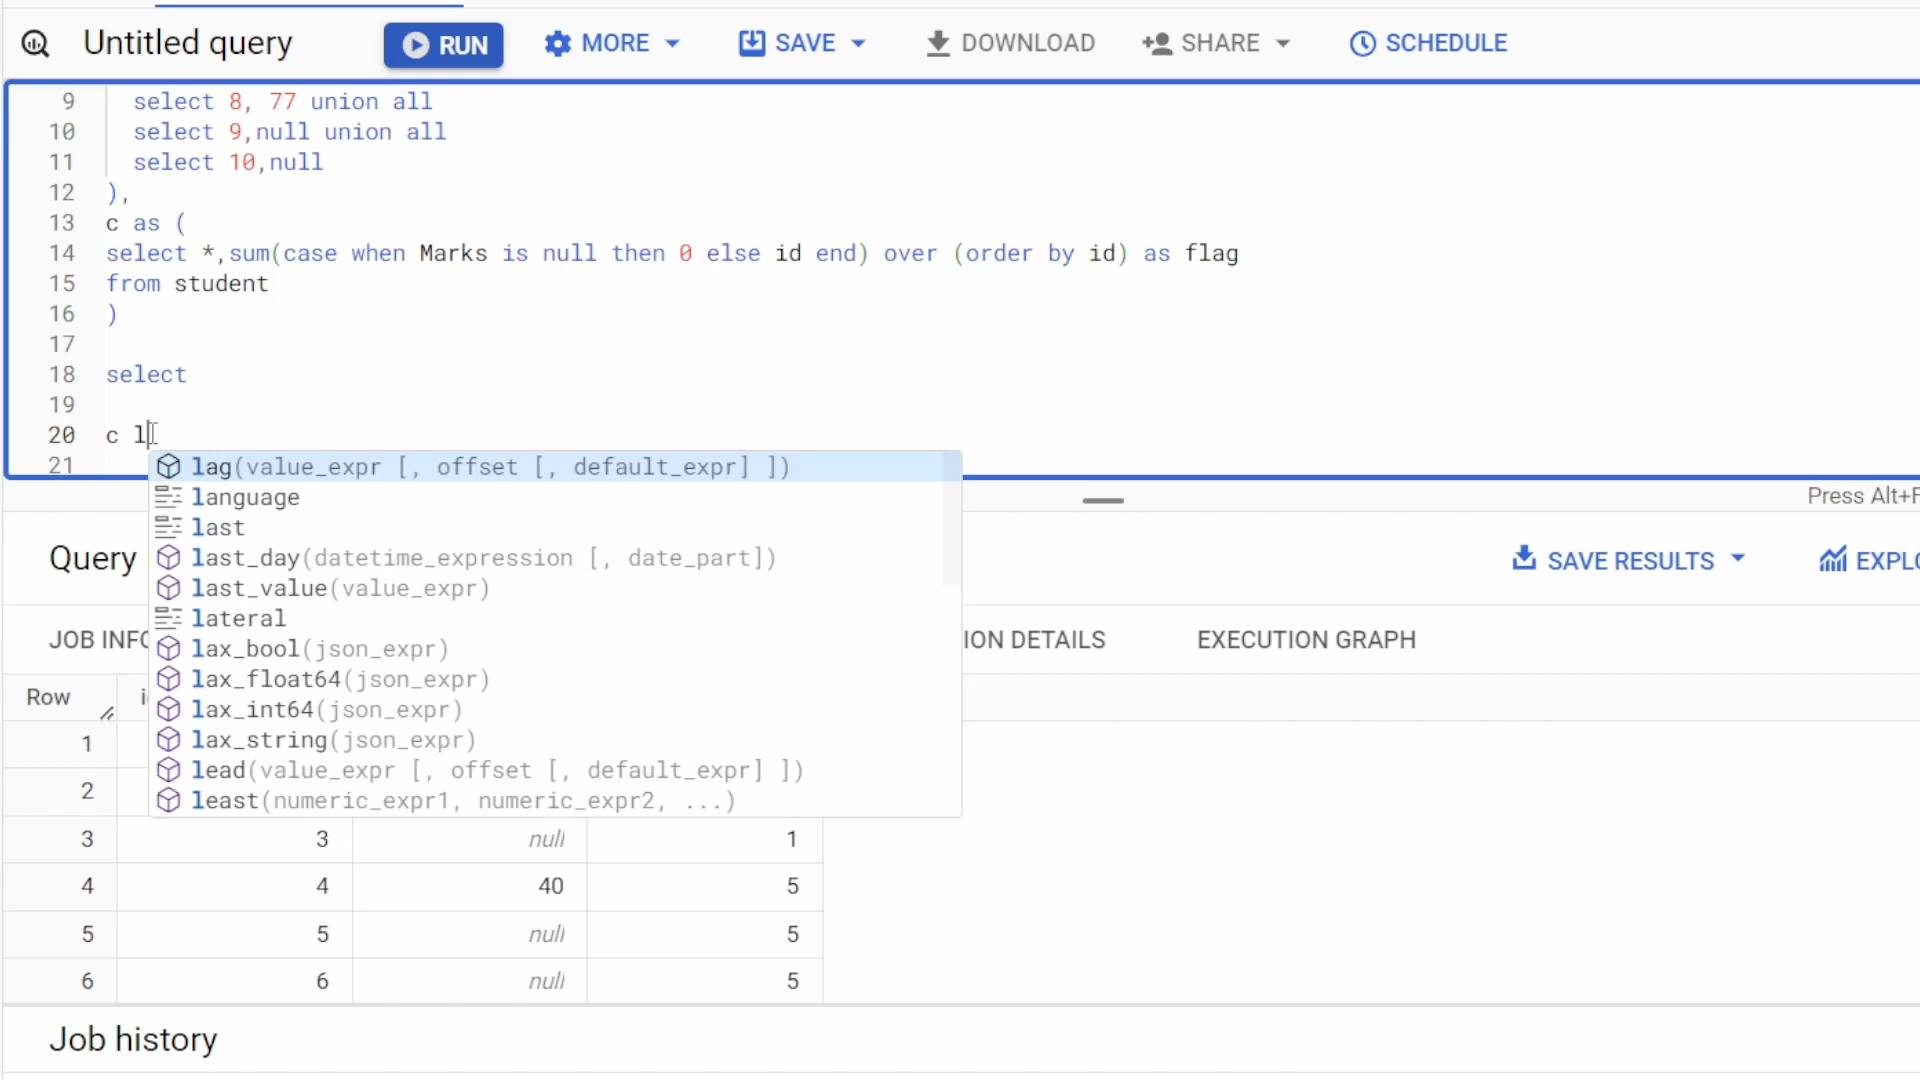 Untitled query RUN MORE SAVE DOWNLOAD SHARE SCHEDULE
9 select 8, 77 union all
10 select 9,null union all
11 select 10,null
12 ),
13 c as (
14 select *,sum(case when Marks is null then 0 else id end) over (order by id) as flag
15 from student
16 )
17
18 select
19
20 c l
21
lag(value_expr [, offset [, default_expr] ])
language
last
last_day(datetime_expression [, date_part])
last_value(value_expr)
lateral
lax_bool(json_expr)
lax_float64(json_expr)
lax_int64(json_expr)
lax_string(json_expr)
lead(value_expr [, offset [, default_expr] ])
least(numeric_expr1, numeric_expr2, ...)
Press Alt+F
Query SAVE RESULTS EXPLO
JOB INFO ION DETAILS EXECUTION GRAPH
Row i
1
2
3 3 null 1
4 4 40 5
5 5 null 5
6 6 null 5
Job history